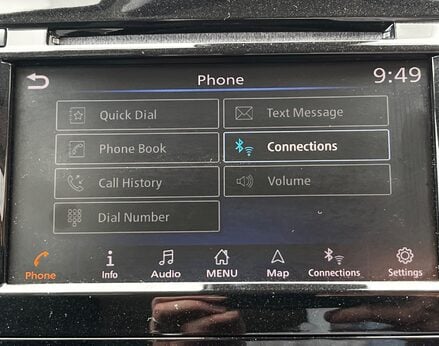 Phone
9:49
Quick Dial
Text Message
Phone Book
Connections
Call History
Volume
Dial Number
Phone
Info
Audio
MENU
Map
Connections
Settings